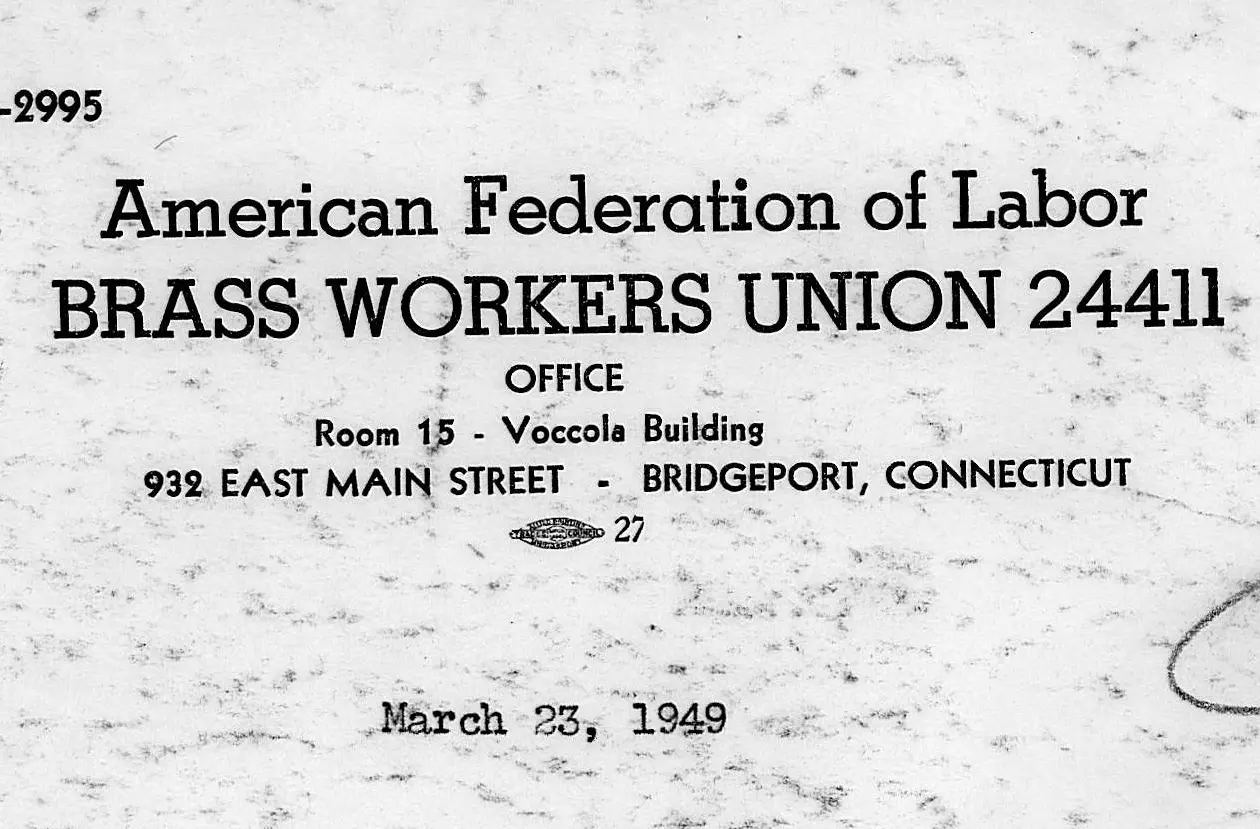 -2995
American Federation of Labor
BRASS WORKERS UNION 24411
OFFICE
Room 15 - Voccola Building
932 EAST MAIN STREET - BRIDGEPORT, CONNECTICUT
27
March 23, 1949